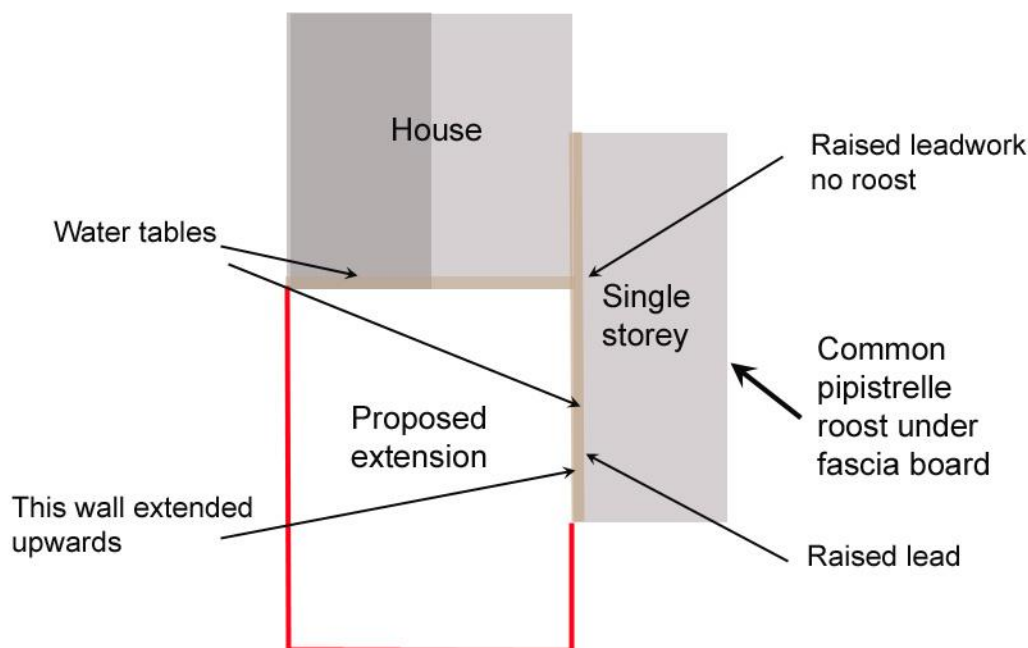 House
Raised leadwork
no roost
Water tables
Single
storey
Common
pipistrelle
roost under
fascia board
Proposed
extension
This wall extended
upwards
Raised lead